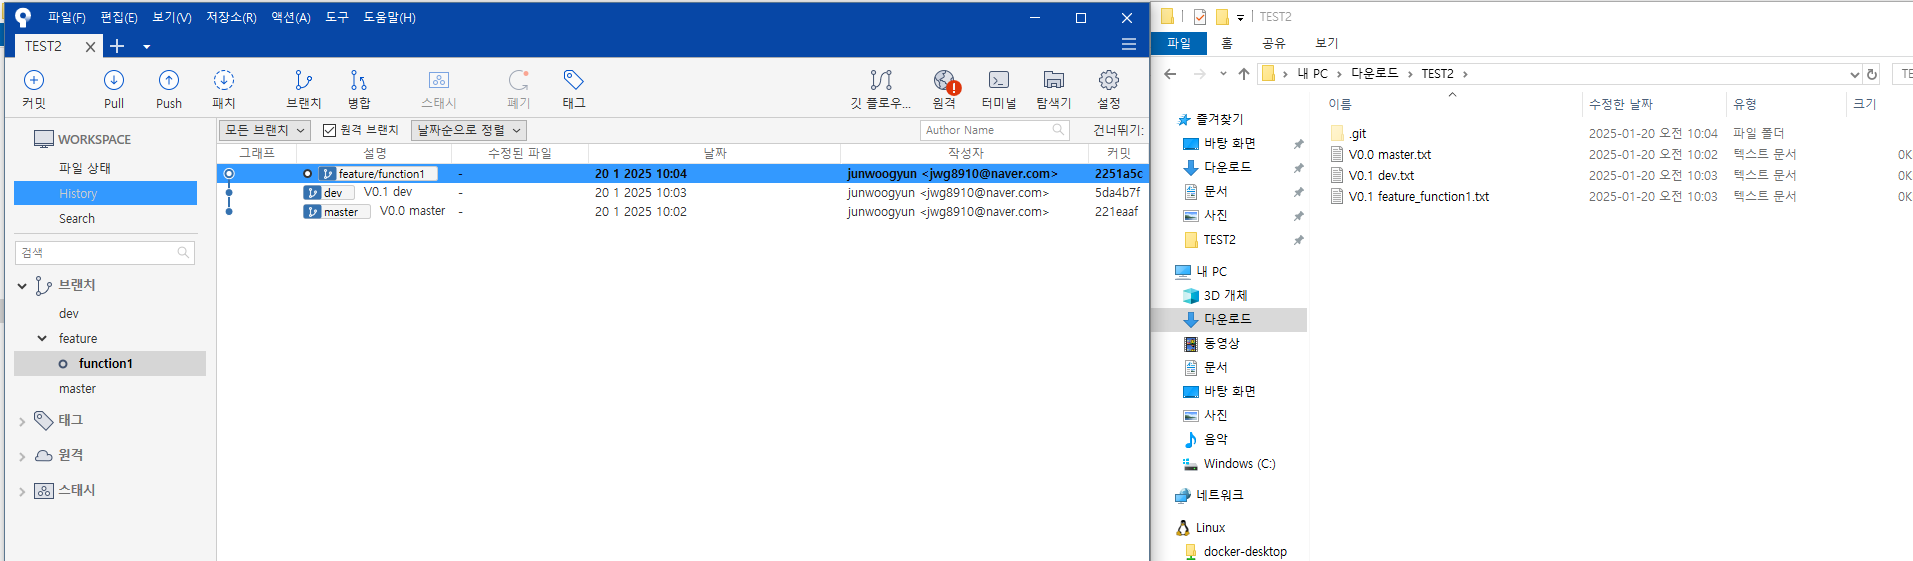 파일(F) 편집(E) 보기(V) 저장소(R) 액션(A) 도구 도움말(H)
TEST2
커밋 Pull Push 패치 브랜치 병합 스태시 폐기 태그 깃 플로우... 원격 터미널 탐색기 설정
WORKSPACE
파일 상태
History
Search
검색
브랜치
dev
feature
function1
master
태그
원격
스태시
모든 브랜치 원격 브랜치 날짜순으로 정렬 Author Name 건너뛰기:
그래프 설명 수정된 파일 날짜 작성자 커밋
feature/function1 - 20 1 2025 10:04 junwoogyun <jwg8910@naver.com> 2251a5c
dev V0.1 dev - 20 1 2025 10:03 junwoogyun <jwg8910@naver.com> 5da4b7f
master V0.0 master - 20 1 2025 10:02 junwoogyun <jwg8910@naver.com> 221eaaf
TEST2
파일 홈 공유 보기
내 PC 다운로드 TEST2 TE
즐겨찾기
바탕 화면
다운로드
문서
사진
TEST2
내 PC
3D 개체
다운로드
동영상
문서
바탕 화면
사진
음악
Windows (C:)
네트워크
Linux
docker-desktop
이름 수정한 날짜 유형 크기
.git 2025-01-20 오전 10:04 파일 폴더
V0.0 master.txt 2025-01-20 오전 10:02 텍스트 문서 0K
V0.1 dev.txt 2025-01-20 오전 10:03 텍스트 문서 0K
V0.1 feature_function1.txt 2025-01-20 오전 10:03 텍스트 문서 0K